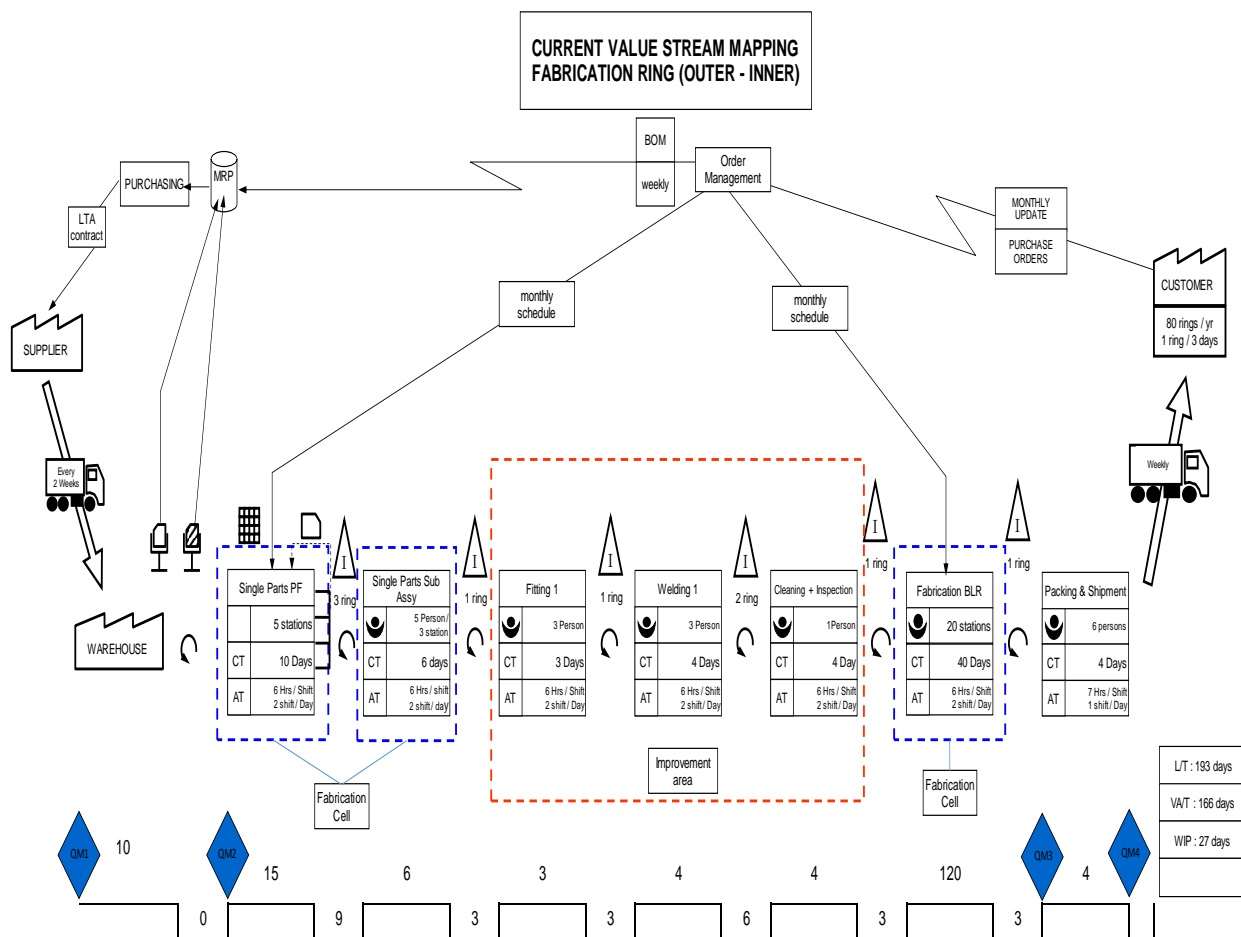 CURRENT VALUE STREAM MAPPING
FABRICATION RING (OUTER - INNER)
BOM
weekly
Order
Management
PURCHASING
MRP
LTA
contract
MONTHLY
UPDATE
PURCHASE
ORDERS
SUPPLIER
CUSTOMER
80 rings / yr
1 ring / 3 days
monthly
schedule
monthly
schedule
Every
2 Weeks
Weekly
WAREHOUSE
Single Parts PF
5 stations
CT
10 Days
AT
6 Hrs / Shift
2 shift / Day
I
3 ring
Single Parts Sub
Assy
5 Person /
3 station
CT
6 days
AT
6 Hrs / shift
2 shift / day
I
1 ring
Fitting 1
3 Person
CT
3 Days
AT
6 Hrs / Shift
2 shift / Day
I
1 ring
Welding 1
3 Person
CT
4 Days
AT
6 Hrs / Shift
2 shift / Day
I
2 ring
Cleaning + Inspection
1Person
CT
4 Day
AT
6 Hrs / Shift
2 shift / Day
I
1 ring
Fabrication BLR
20 stations
CT
40 Days
AT
6 Hrs / Shift
2 shift / Day
I
1 ring
Packing & Shipment
6 persons
CT
4 Days
AT
7 Hrs / Shift
1 shift / Day
Improvement
area
Fabrication
Cell
Fabrication
Cell
L/T : 193 days
VA/T : 166 days
WIP : 27 days
QM1
10
QM2
15
6
3
4
4
120
QM3
4
QM4
0
9
3
3
6
3
3